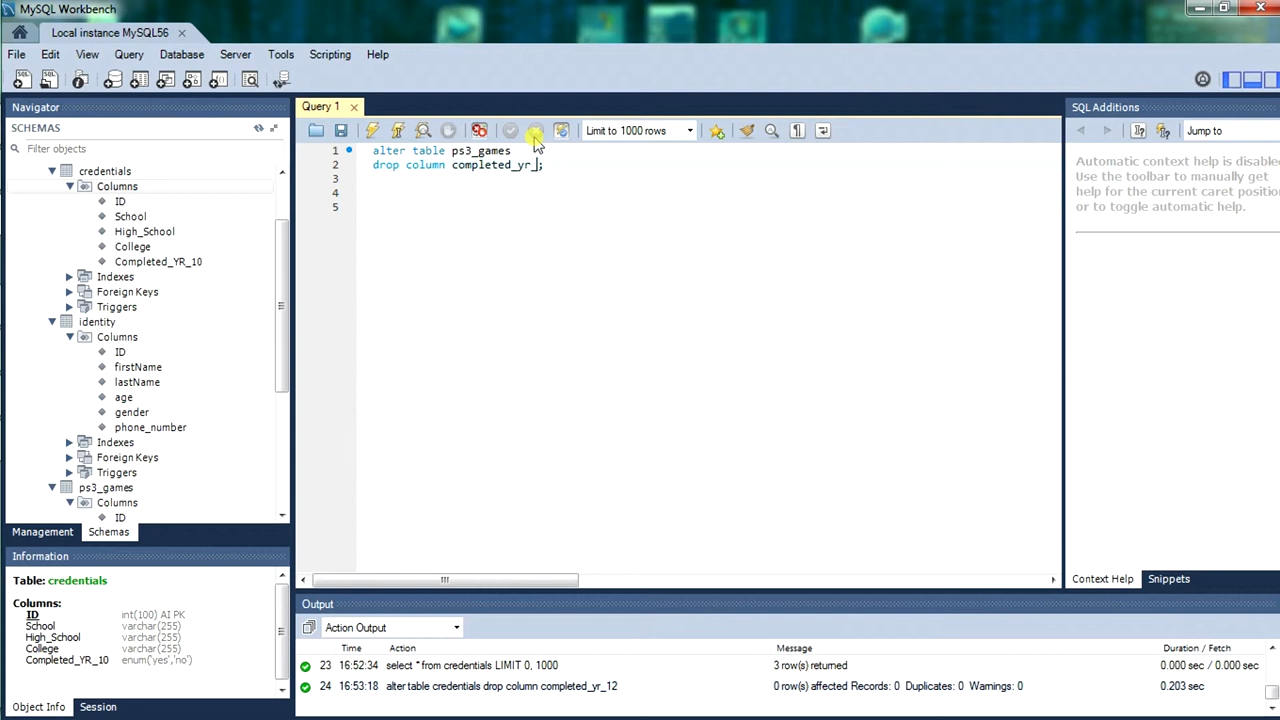 MySQL Workbench
Local instance MySQL56
File Edit View Query Database Server Tools Scripting Help
Navigator
SCHEMAS
Filter objects
credentials
Columns
ID
School
High_School
College
Completed_YR_10
Indexes
Foreign Keys
Triggers
identity
Columns
ID
firstName
lastName
age
gender
phone_number
Indexes
Foreign Keys
Triggers
ps3_games
Columns
ID
Management Schemas
Information
Table: credentials
Columns:
ID int(100) AI PK
School varchar(255)
High_School varchar(255)
College varchar(255)
Completed_YR_10 enum('yes','no')
Object Info Session
Query 1
Limit to 1000 rows
1 alter table ps3_games
2 drop column completed_yr_;
3
4
5
SQL Additions
Jump to
Automatic context help is disable
Use the toolbar to manually get
help for the current caret position
or to toggle automatic help.
Context Help Snippets
Output
Action Output
Time Action Message Duration / Fetch
23 16:52:34 select * from credentials LIMIT 0, 1000 3 row(s) returned 0.000 sec / 0.000 sec
24 16:53:18 alter table credentials drop column completed_yr_12 0 row(s) affected Records: 0 Duplicates: 0 Warnings: 0 0.203 sec